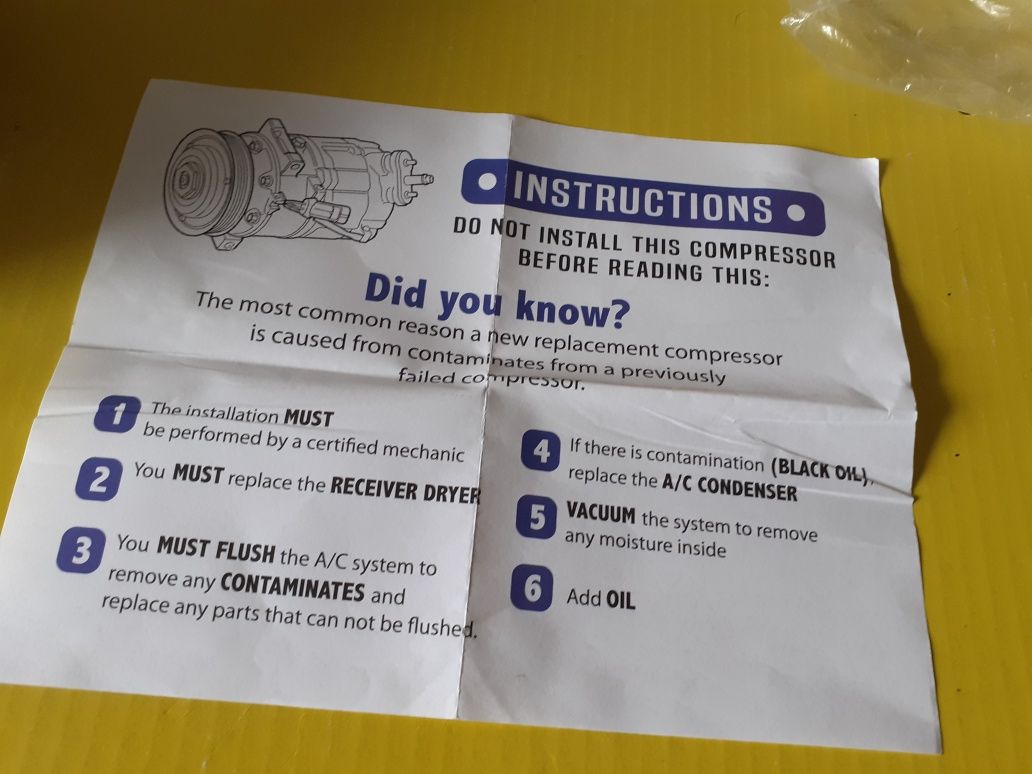 INSTRUCTIONS
DO NOT INSTALL THIS COMPRESSOR
BEFORE READING THIS:
Did you know?
The most common reason a new replacement compressor
is caused from contaminates from a previously
failed compressor.
1 The installation MUST
be performed by a certified mechanic
2 You MUST replace the RECEIVER DRYER
3 You MUST FLUSH the A/C system to
remove any CONTAMINATES and
replace any parts that can not be flushed.
4 If there is contamination (BLACK OIL),
replace the A/C CONDENSER
5 VACUUM the system to remove
any moisture inside
6 Add OIL